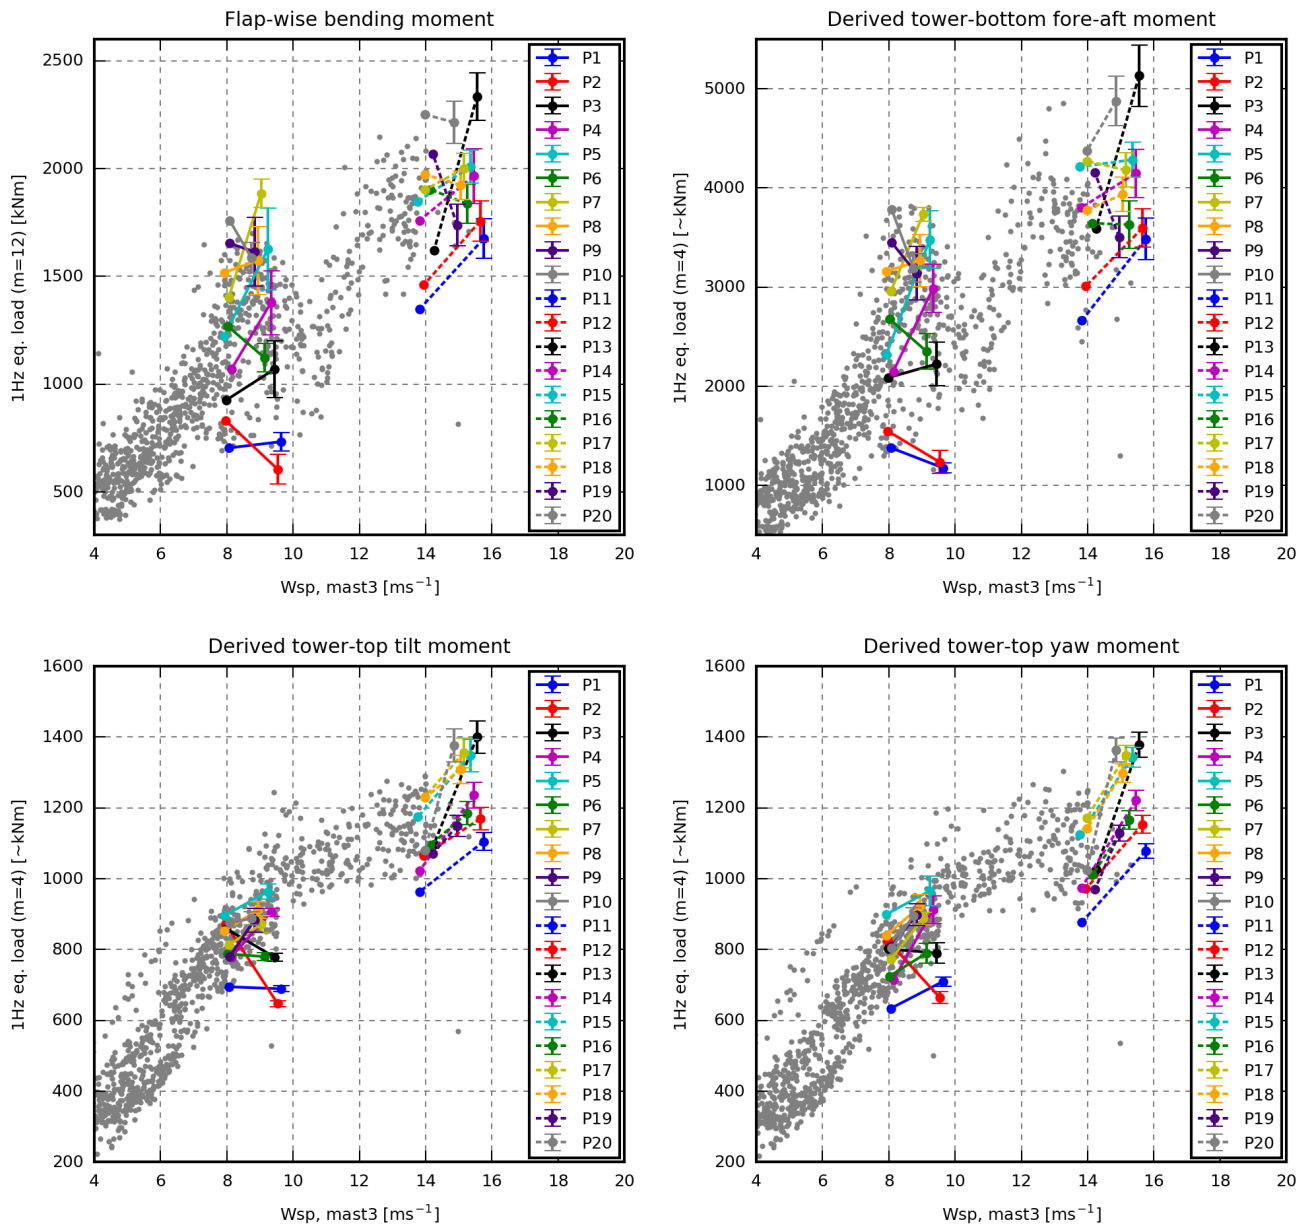 Flap-wise bending moment
1Hz eq. load (m=12) [kNm]
2500
2000
1500
1000
500
4 6 8 10 12 14 16 18 20
Wsp, mast3 [ms⁻¹]
P1
P2
P3
P4
P5
P6
P7
P8
P9
P10
P11
P12
P13
P14
P15
P16
P17
P18
P19
P20
Derived tower-bottom fore-aft moment
1Hz eq. load (m=4) [~kNm]
5000
4000
3000
2000
1000
4 6 8 10 12 14 16 18 20
Wsp, mast3 [ms⁻¹]
P1
P2
P3
P4
P5
P6
P7
P8
P9
P10
P11
P12
P13
P14
P15
P16
P17
P18
P19
P20
Derived tower-top tilt moment
1Hz eq. load (m=4) [~kNm]
1600
1400
1200
1000
800
600
400
200
4 6 8 10 12 14 16 18 20
Wsp, mast3 [ms⁻¹]
P1
P2
P3
P4
P5
P6
P7
P8
P9
P10
P11
P12
P13
P14
P15
P16
P17
P18
P19
P20
Derived tower-top yaw moment
1Hz eq. load (m=4) [~kNm]
1600
1400
1200
1000
800
600
400
200
4 6 8 10 12 14 16 18 20
Wsp, mast3 [ms⁻¹]
P1
P2
P3
P4
P5
P6
P7
P8
P9
P10
P11
P12
P13
P14
P15
P16
P17
P18
P19
P20